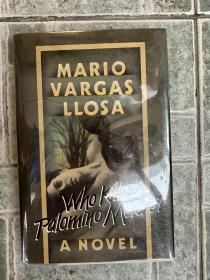 MARIO
VARGAS
LLOSA
Who Killed
Palomino Molero?
A NOVEL